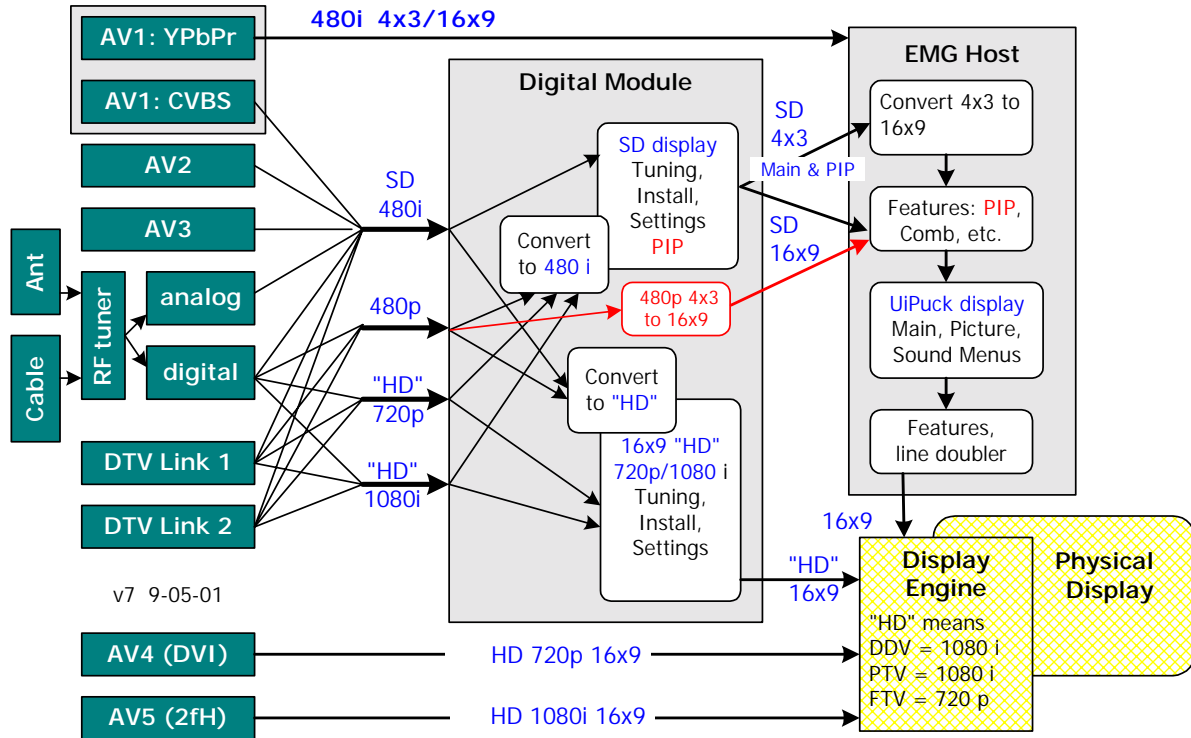 480i 4x3/16x9
AV1: YPbPr
AV1: CVBS
AV2
AV3
Ant
Cable
RF tuner
analog
digital
DTV Link 1
DTV Link 2
v7 9-05-01
AV4 (DVI)
AV5 (2fH)
SD
480i
480p
"HD"
720p
"HD"
1080i
Digital Module
SD display
Tuning,
Install,
Settings
PIP
Convert
to 480 i
480p 4x3
to 16x9
Convert
to "HD"
16x9 "HD"
720p/1080 i
Tuning,
Install,
Settings
SD
4x3
Main & PIP
SD
16x9
EMG Host
Convert 4x3 to
16x9
Features: PIP,
Comb, etc.
UiPuck display
Main, Picture,
Sound Menus
Features,
line doubler
16x9
"HD"
16x9
HD 720p 16x9
HD 1080i 16x9
Display
Engine
"HD" means
DDV = 1080 i
PTV = 1080 i
FTV = 720 p
Physical
Display